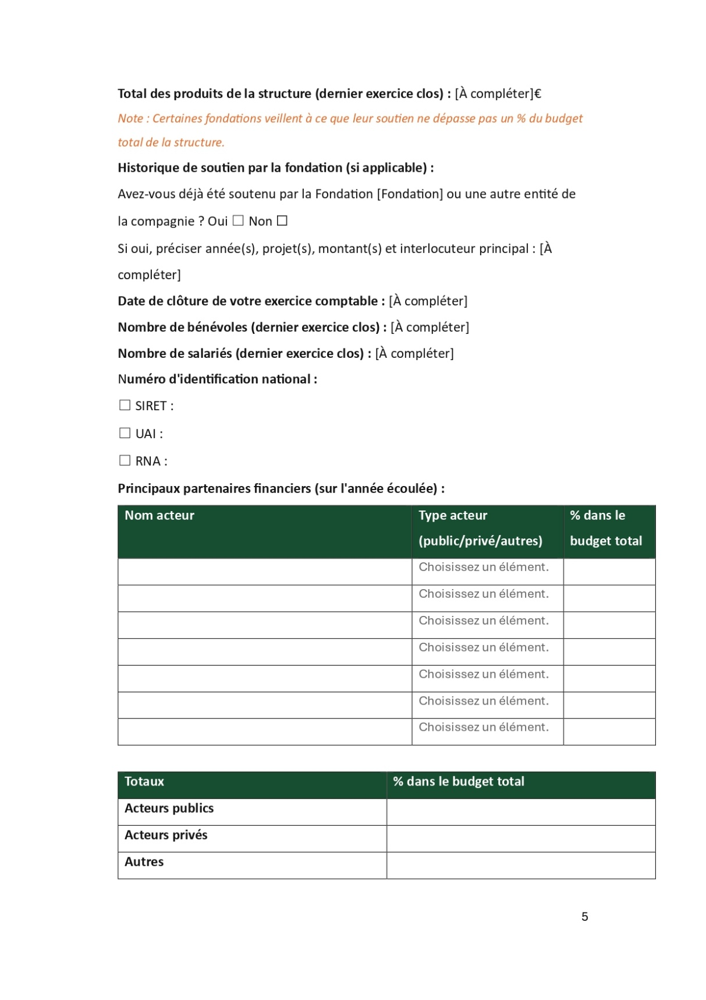 Total des produits de la structure (dernier exercice clos) : [À compléter]€
Note : Certaines fondations veillent à ce que leur soutien ne dépasse pas un % du budget
total de la structure.
Historique de soutien par la fondation (si applicable) :
Avez-vous déjà été soutenu par la Fondation [Fondation] ou une autre entité de
la compagnie ? Oui ☐ Non ☐
Si oui, préciser année(s), projet(s), montant(s) et interlocuteur principal : [À
compléter]
Date de clôture de votre exercice comptable : [À compléter]
Nombre de bénévoles (dernier exercice clos) : [À compléter]
Nombre de salariés (dernier exercice clos) : [À compléter]
Numéro d'identification national :
☐ SIRET :
☐ UAI :
☐ RNA :
Principaux partenaires financiers (sur l'année écoulée) :
Nom acteur Type acteur % dans le
(public/privé/autres) budget total
Choisissez un élément.
Choisissez un élément.
Choisissez un élément.
Choisissez un élément.
Choisissez un élément.
Choisissez un élément.
Choisissez un élément.
Totaux % dans le budget total
Acteurs publics
Acteurs privés
Autres
5